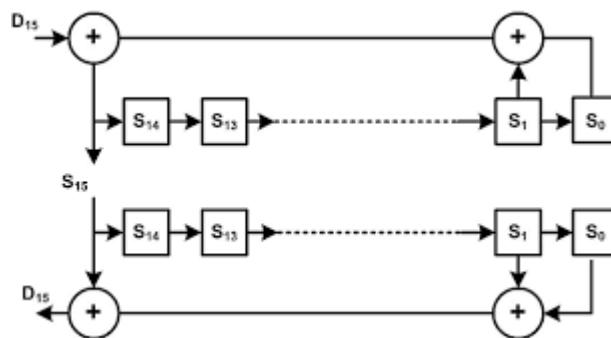 D₁₅
+ +
S₁₄ S₁₃ S₁ S₀
S₁₅
S₁₄ S₁₃ S₁ S₀
D₁₅
+ +